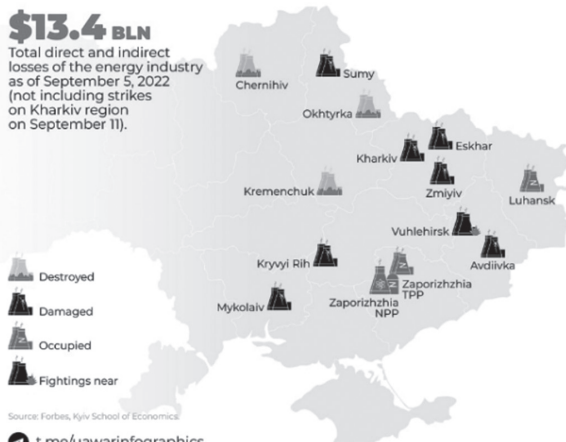 $13.4 BLN
Total direct and indirect
losses of the energy industry
as of September 5, 2022
(not including strikes
on Kharkiv region
on September 11).
Chernihiv
Sumy
Okhtyrka
Kharkiv
Eskhar
Kremenchuk
Zmiyiv
Luhansk
Vuhlehirsk
Avdiivka
Kryvyi Rih
Zaporizhzhia
TPP
Zaporizhzhia
NPP
Mykolaiv
Destroyed
Damaged
Occupied
Fightings near
Source: Forbes, Kyiv School of Economics
t.me/uawarinfographics